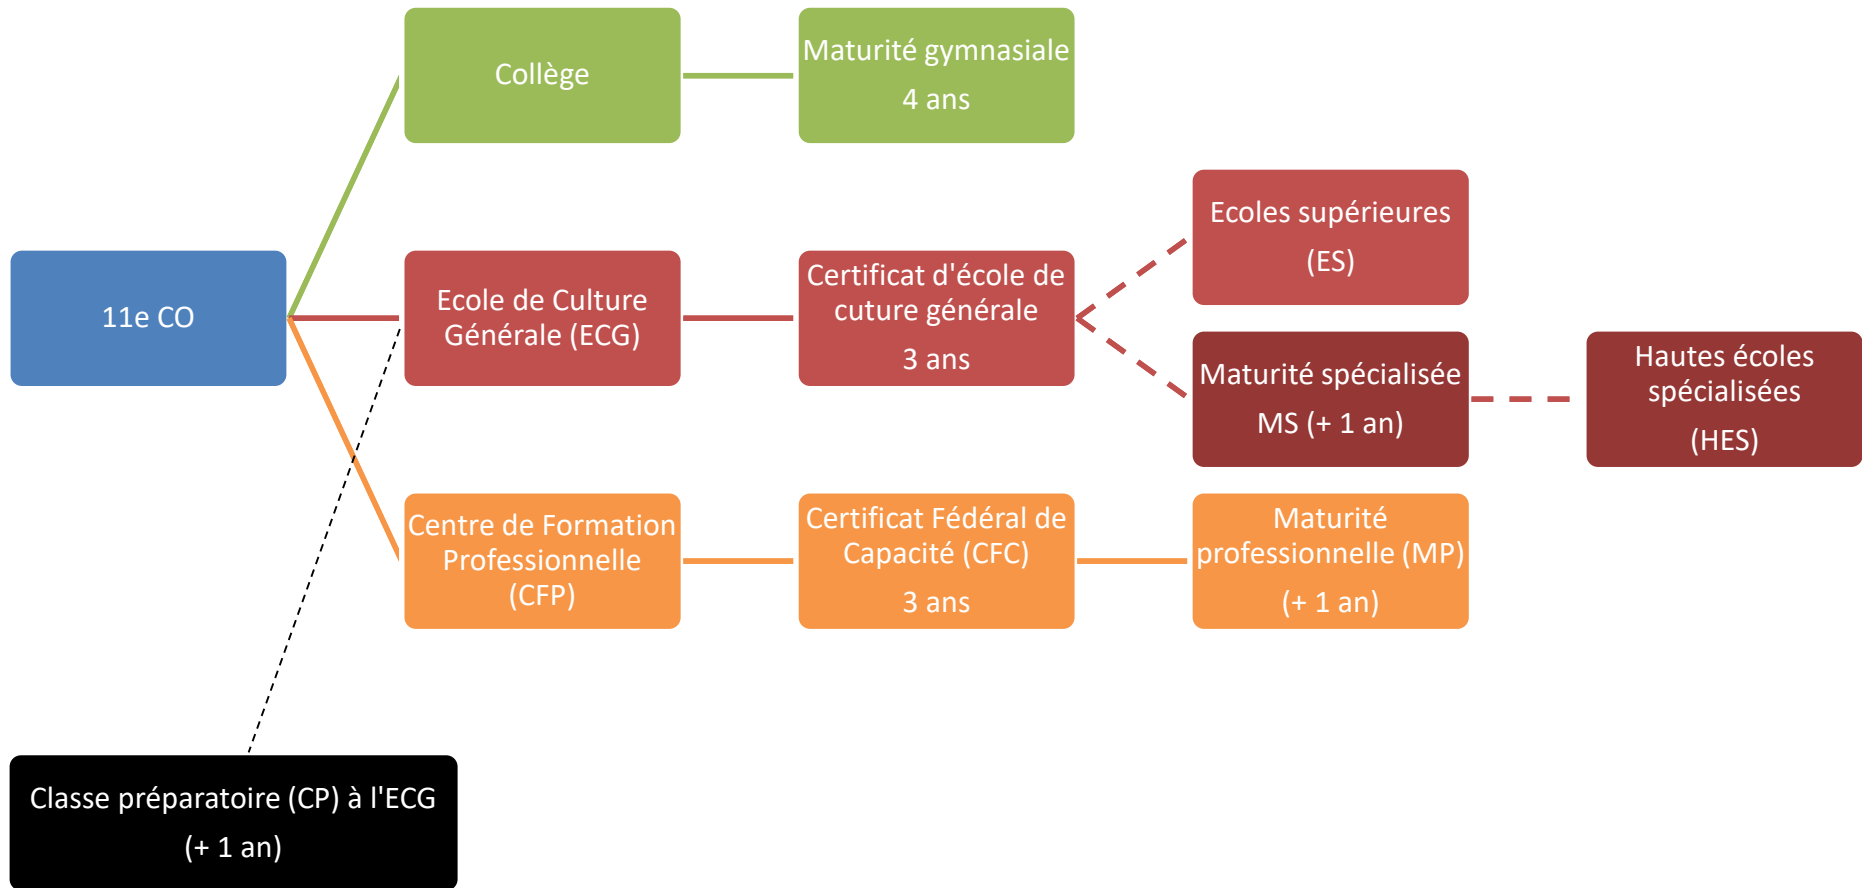 Collège
Maturité gymnasiale
4 ans
11e CO
Ecole de Culture
Générale (ECG)
Certificat d'école de
cuture générale
3 ans
Ecoles supérieures
(ES)
Maturité spécialisée
MS (+ 1 an)
Hautes écoles
spécialisées
(HES)
Centre de Formation
Professionnelle
(CFP)
Certificat Fédéral de
Capacité (CFC)
3 ans
Maturité
professionnelle (MP)
(+ 1 an)
Classe préparatoire (CP) à l'ECG
(+ 1 an)